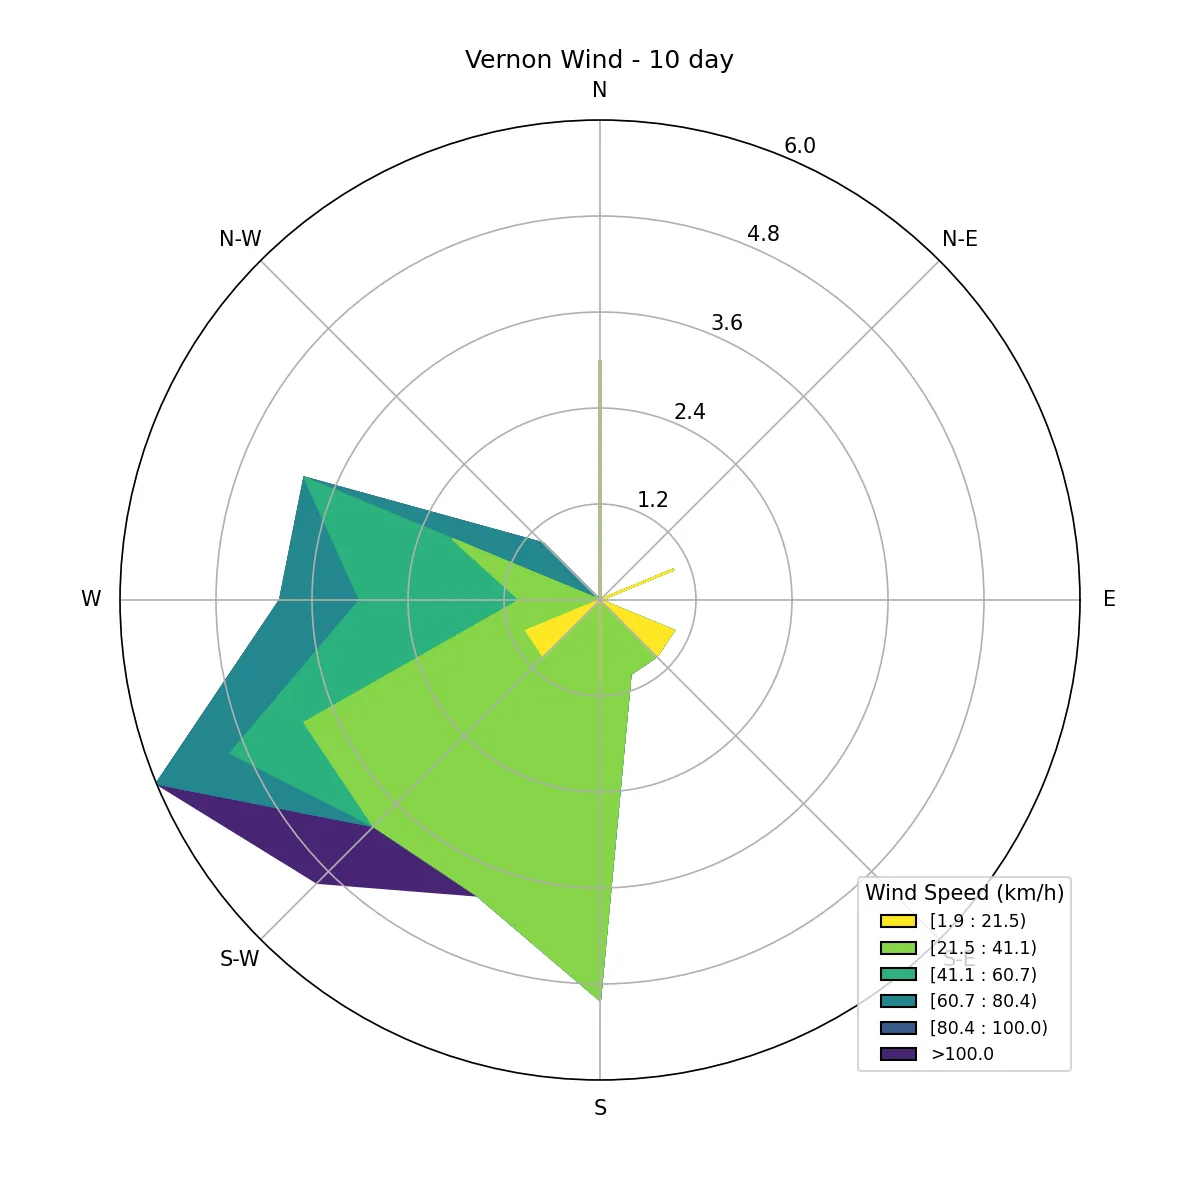 Vernon Wind - 10 day
N
6.0
N-W
4.8
N-E
3.6
2.4
1.2
W
E
Wind Speed (km/h)
[1.9 : 21.5)
[21.5 : 41.1)
S-W
S-E
[41.1 : 60.7)
[60.7 : 80.4)
[80.4 : 100.0)
>100.0
S